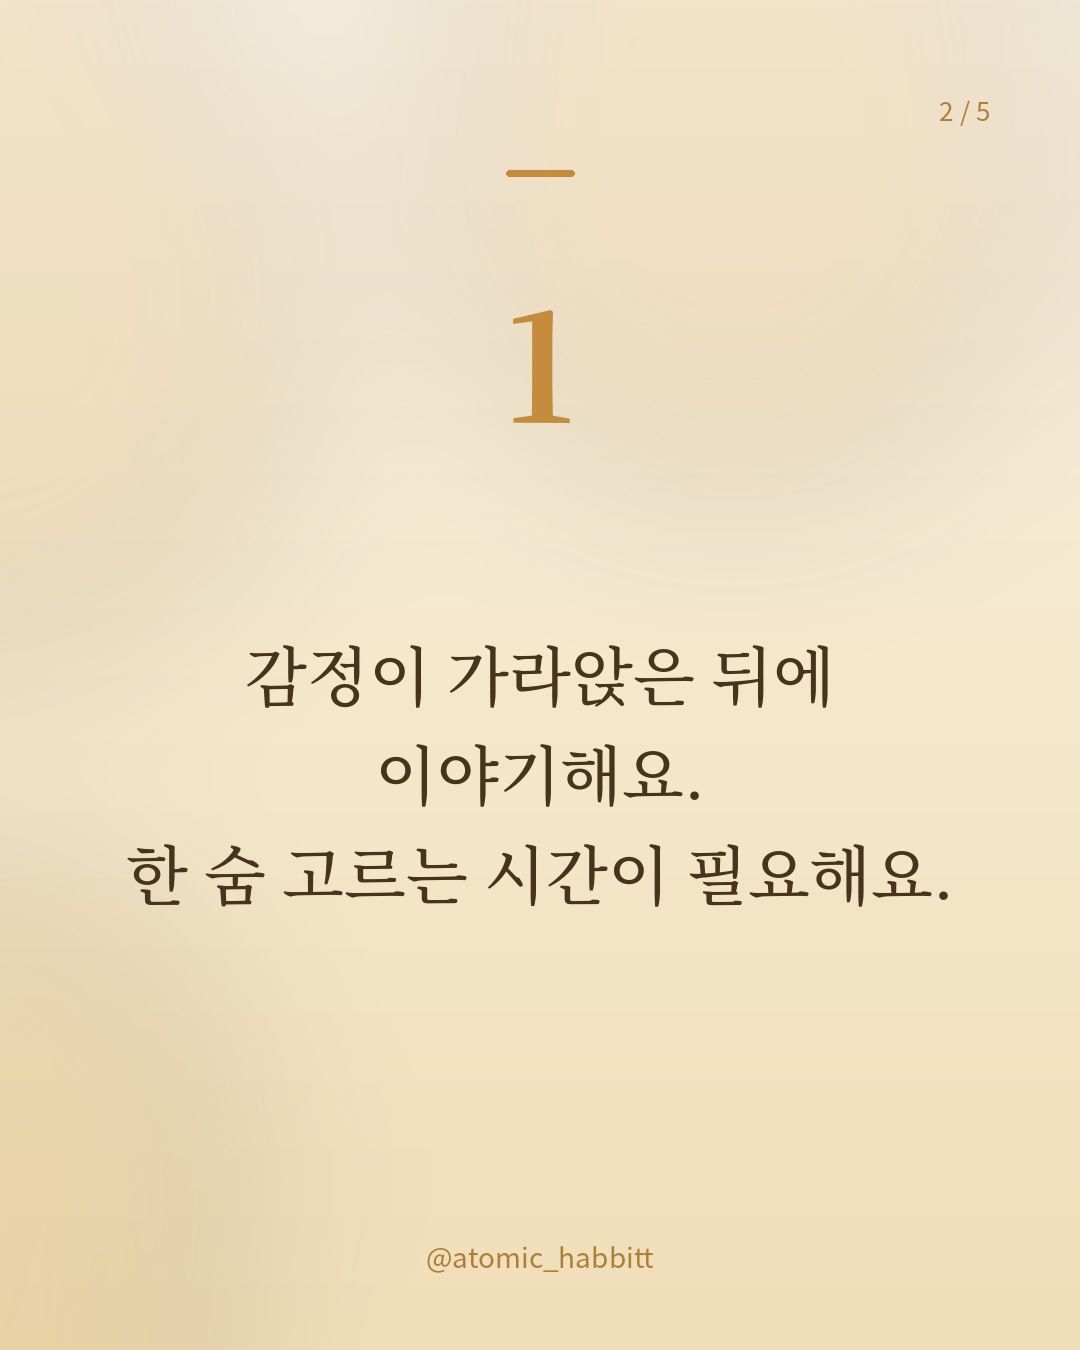 2 / 5
1
감정이 가라앉은 뒤에
이야기해요.
한 숨 고르는 시간이 필요해요.
@atomic_habbitt